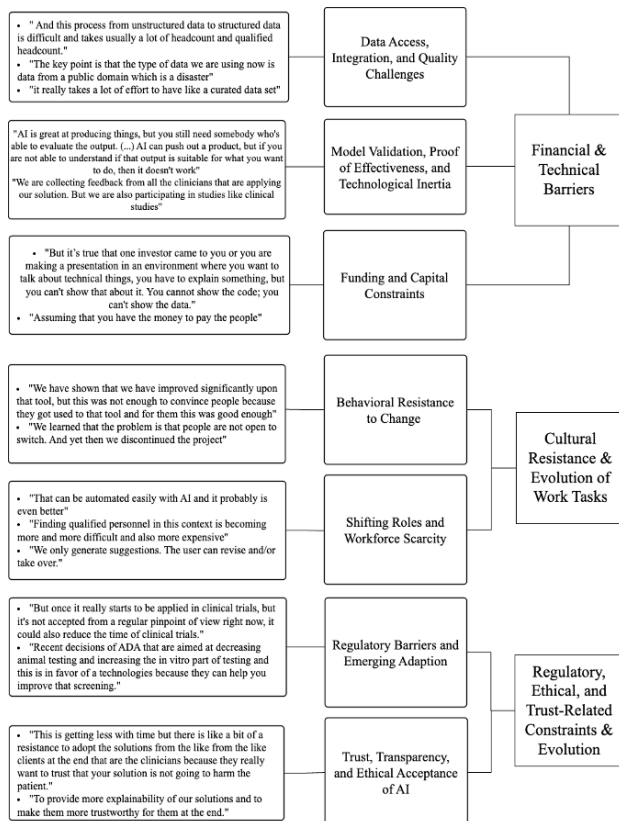 • " And this process from unstructured data to structured data
is difficult and takes usually a lot of headcount and qualified
headcount."
• "The key point is that the type of data we are using now is
data from a public domain which is a disaster"
• "it really takes a lot of effort to have like a curated data set"
Data Access,
Integration, and Quality
Challenges
"AI is great at producing things, but you still need somebody who's
able to evaluate the output. (...) AI can push out a product, but if you
are not able to understand if that output is suitable for what you want
to do, then it doesn't work"
"We are collecting feedback from all the clinicians that are applying
our solution. But we are also participating in studies like clinical
studies"
Model Validation, Proof
of Effectiveness, and
Technological Inertia
Financial &
Technical
Barriers
• "But it's true that one investor came to you or you are
making a presentation in an environment where you want to
talk about technical things, you have to explain something, but
you can't show that about it. You cannot show the code; you
can't show the data."
• "Assuming that you have the money to pay the people"
Funding and Capital
Constraints
• "We have shown that we have improved significantly upon
that tool, but this was not enough to convince people because
they got used to that tool and for them this was good enough"
• "We learned that the problem is that people are not open to
switch. And yet then we discontinued the project"
Behavioral Resistance
to Change
Cultural
Resistance &
Evolution of
Work Tasks
• "That can be automated easily with AI and it probably is
even better"
• "Finding qualified personnel in this context is becoming
more and more difficult and also more expensive"
• "We only generate suggestions. The user can revise and/or
take over."
Shifting Roles and
Workforce Scarcity
• "But once it really starts to be applied in clinical trials, but
it's not accepted from a regular pinpoint of view right now, it
could also reduce the time of clinical trials."
• "Recent decisions of ADA that are aimed at decreasing
animal testing and increasing the in vitro part of testing and
this is in favor of a technologies because they can help you
improve that screening."
Regulatory Barriers and
Emerging Adaption
Regulatory,
Ethical, and
Trust-Related
Constraints &
Evolution
• "This is getting less with time but there is like a bit of a
resistance to adopt the solutions from the like from the like
clients at the end that are the clinicians because they really
want to trust that your solution is not going to harm the
patient."
• "To provide more explainability of our solutions and to
make them more trustworthy for them at the end."
Trust, Transparency,
and Ethical Acceptance
of AI